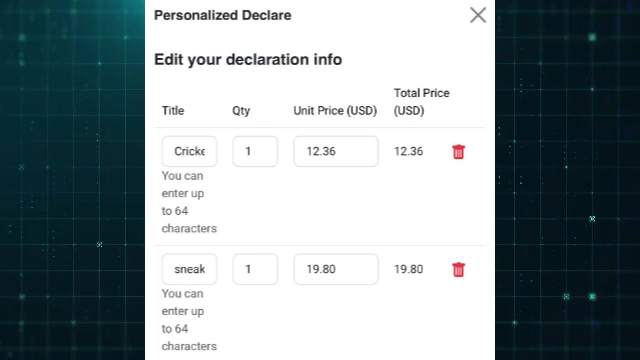 Personalized Declare
Edit your declaration info
Title Qty Unit Price (USD) Total Price (USD)
Cricke 1 12.36 12.36
You can
enter up
to 64
characters
sneak 1 19.80 19.80
You can
enter up
to 64
characters